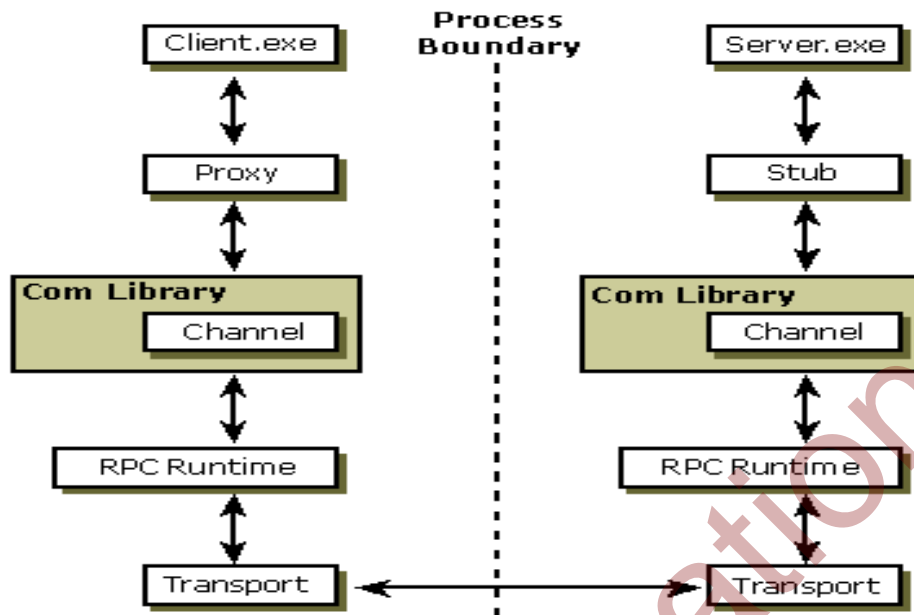 Process
Boundary
Client.exe
Server.exe
Proxy
Stub
Com Library
Channel
Com Library
Channel
RPC Runtime
RPC Runtime
Transport
Transport
ation